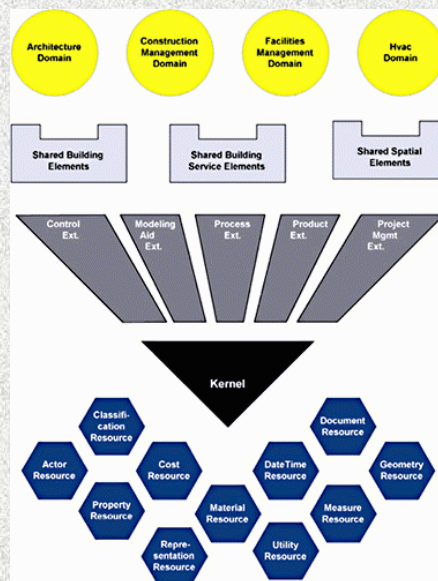 Architecture
Domain
Construction
Management
Domain
Facilities
Management
Domain
Hvac
Domain
Shared Building
Elements
Shared Building
Service Elements
Shared Spatial
Elements
Control
Ext.
Modeling
Aid
Ext.
Process
Ext.
Product
Ext.
Project
Mgmt
Ext.
Kernel
Classifi-
cation
Resource
Document
Resource
Actor
Resource
Cost
Resource
DateTime
Resource
Geometry
Resource
Property
Resource
Material
Resource
Measure
Resource
Repre-
sentation
Resource
Utility
Resource